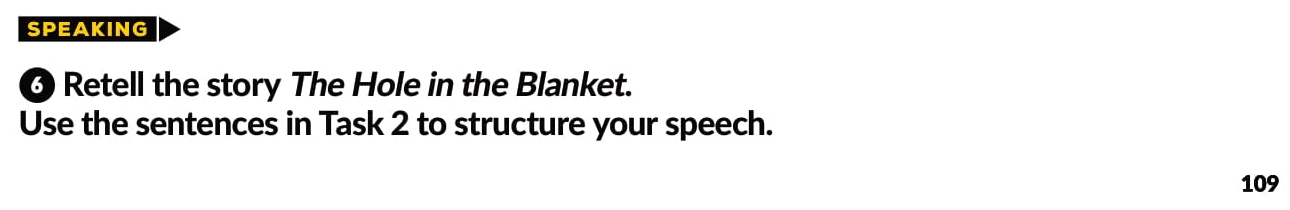 SPEAKING
6 Retell the story The Hole in the Blanket.
Use the sentences in Task 2 to structure your speech.
109